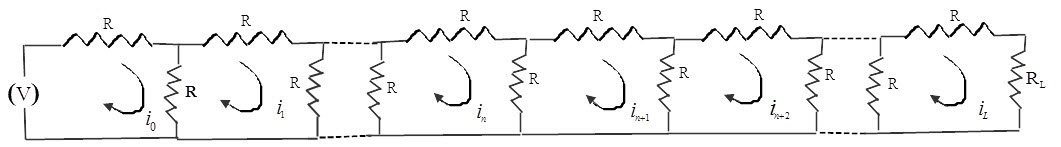 R R R R R R
(V) R R R R R R R R_L
i_0 i_1 i_n i_{n+1} i_{n+2} i_L